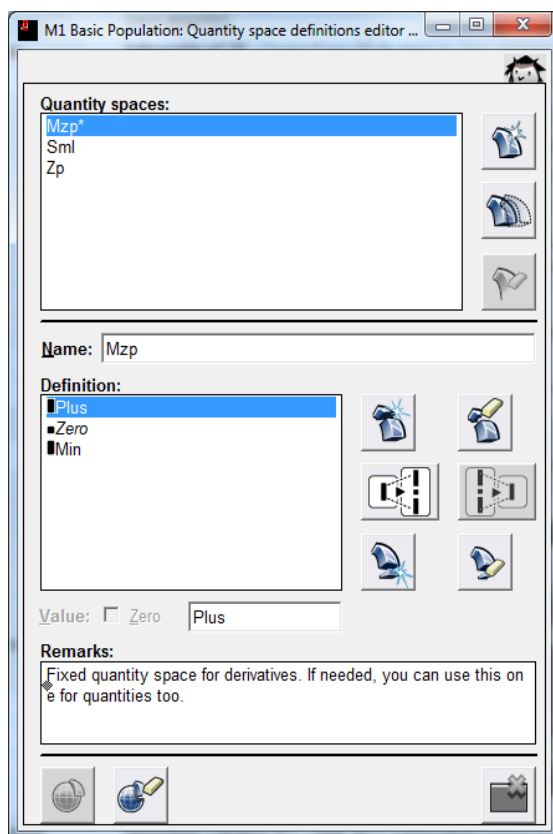 M1 Basic Population: Quantity space definitions editor ...
Quantity spaces:
Mzp*
Sml
Zp
Name: Mzp
Definition:
Plus
Zero
Min
Value: Zero Plus
Remarks:
Fixed quantity space for derivatives. If needed, you can use this on
e for quantities too.